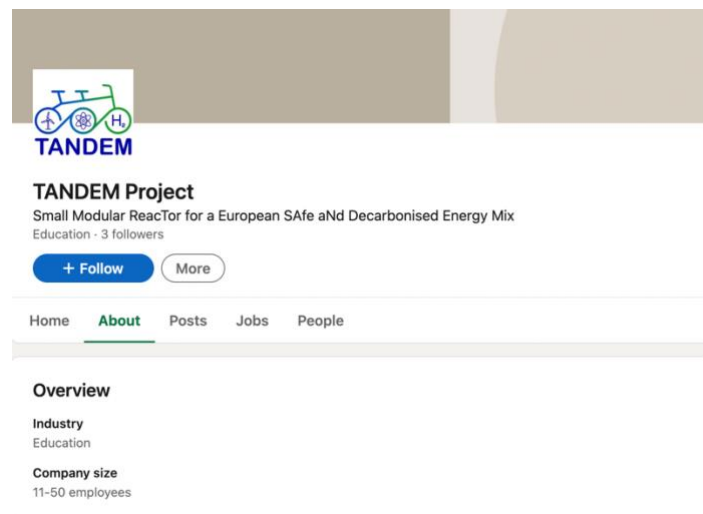 H₂
TANDEM
TANDEM Project
Small Modular ReacTor for a European SAfe aNd Decarbonised Energy Mix
Education · 3 followers
+ Follow More
Home About Posts Jobs People
Overview
Industry
Education
Company size
11-50 employees